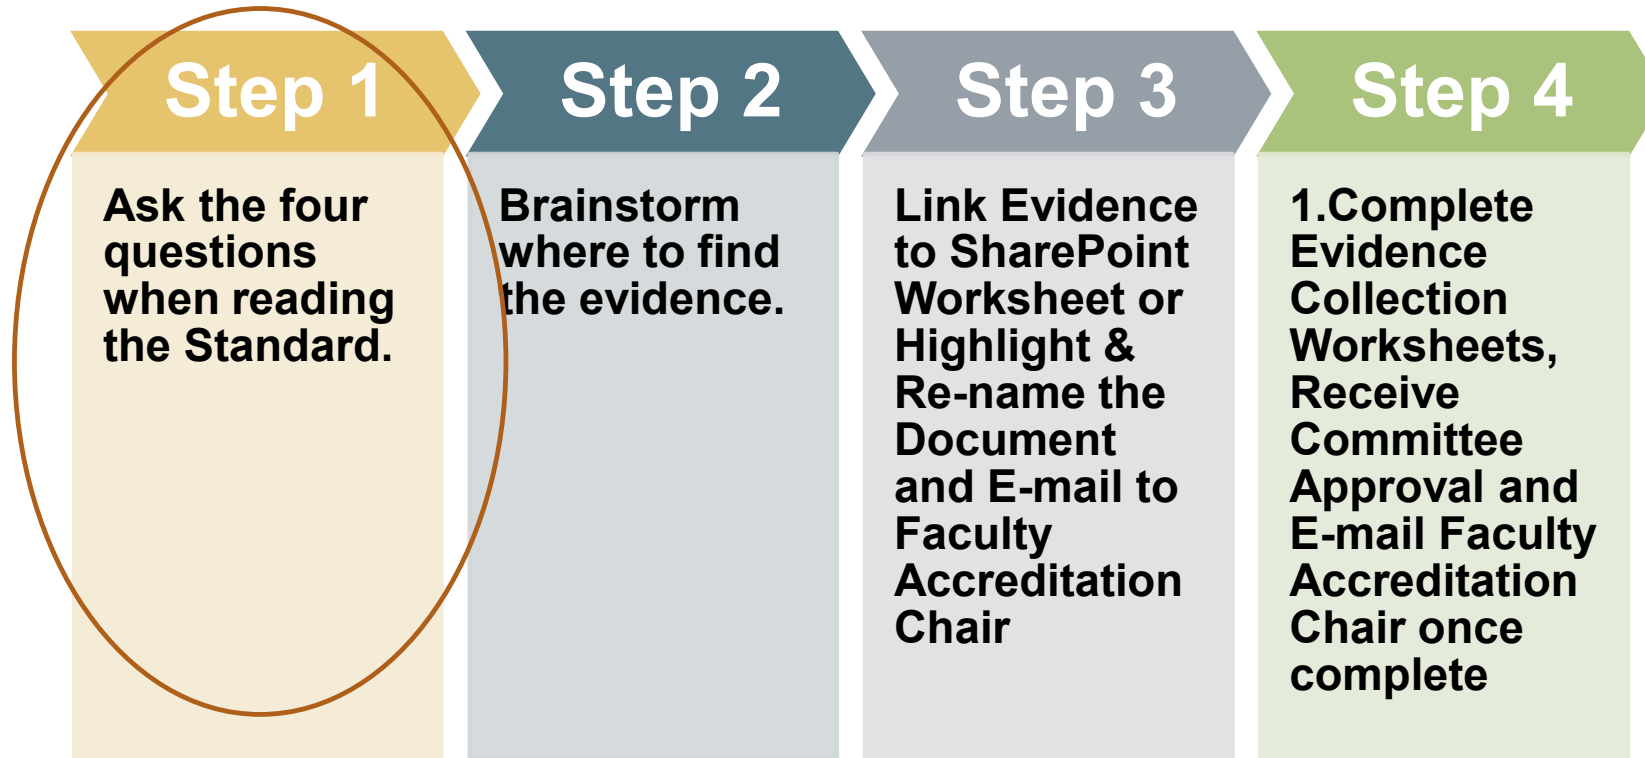 Step 1
Ask the four
questions
when reading
the Standard.
Step 2
Brainstorm
where to find
the evidence.
Step 3
Link Evidence
to SharePoint
Worksheet or
Highlight &
Re-name the
Document
and E-mail to
Faculty
Accreditation
Chair
Step 4
1.Complete
Evidence
Collection
Worksheets,
Receive
Committee
Approval and
E-mail Faculty
Accreditation
Chair once
complete